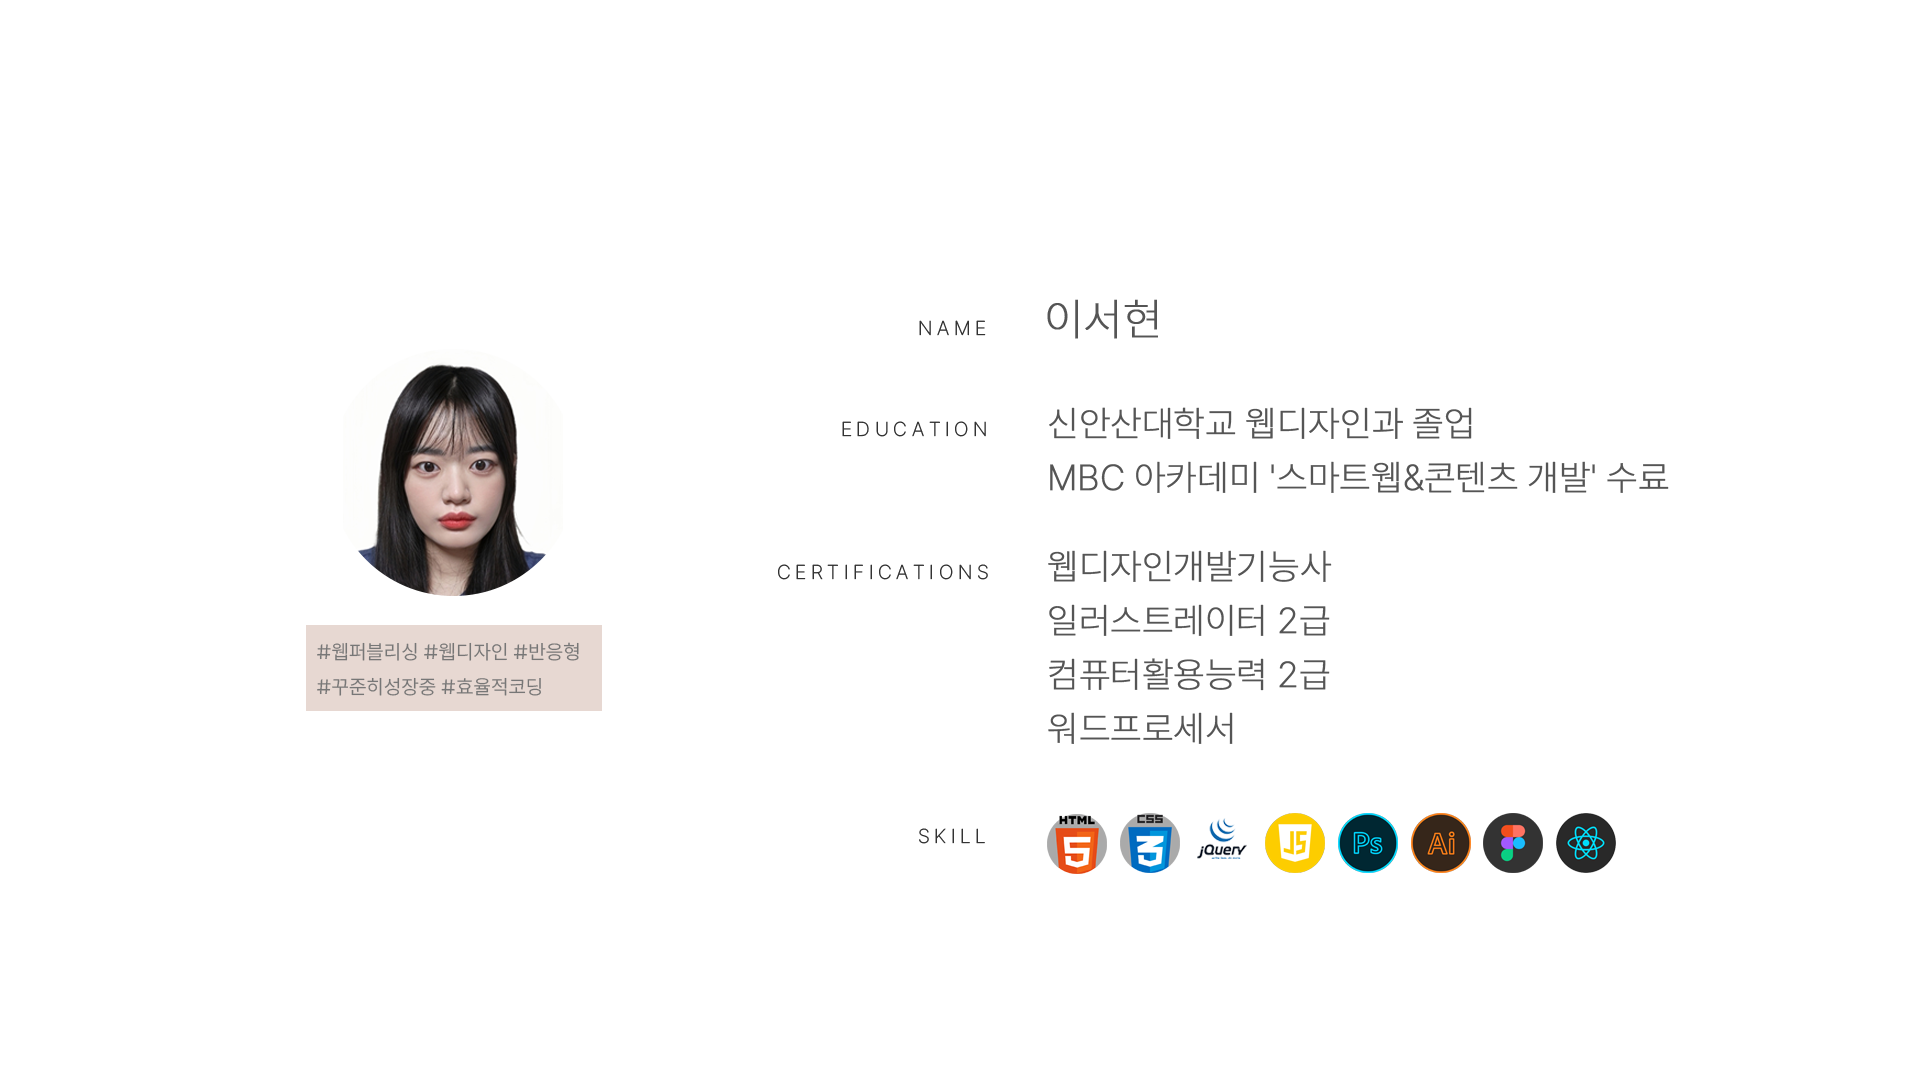 NAME
이서현
EDUCATION
신안산대학교 웹디자인과 졸업
MBC 아카데미 '스마트웹&콘텐츠 개발' 수료
CERTIFICATIONS
웹디자인개발기능사
일러스트레이터 2급
컴퓨터활용능력 2급
워드프로세서
#웹퍼블리싱 #웹디자인 #반응형
#꾸준히성장중 #효율적코딩
SKILL
HTML 5
CSS 3
jQuery
JS
Ps
Ai